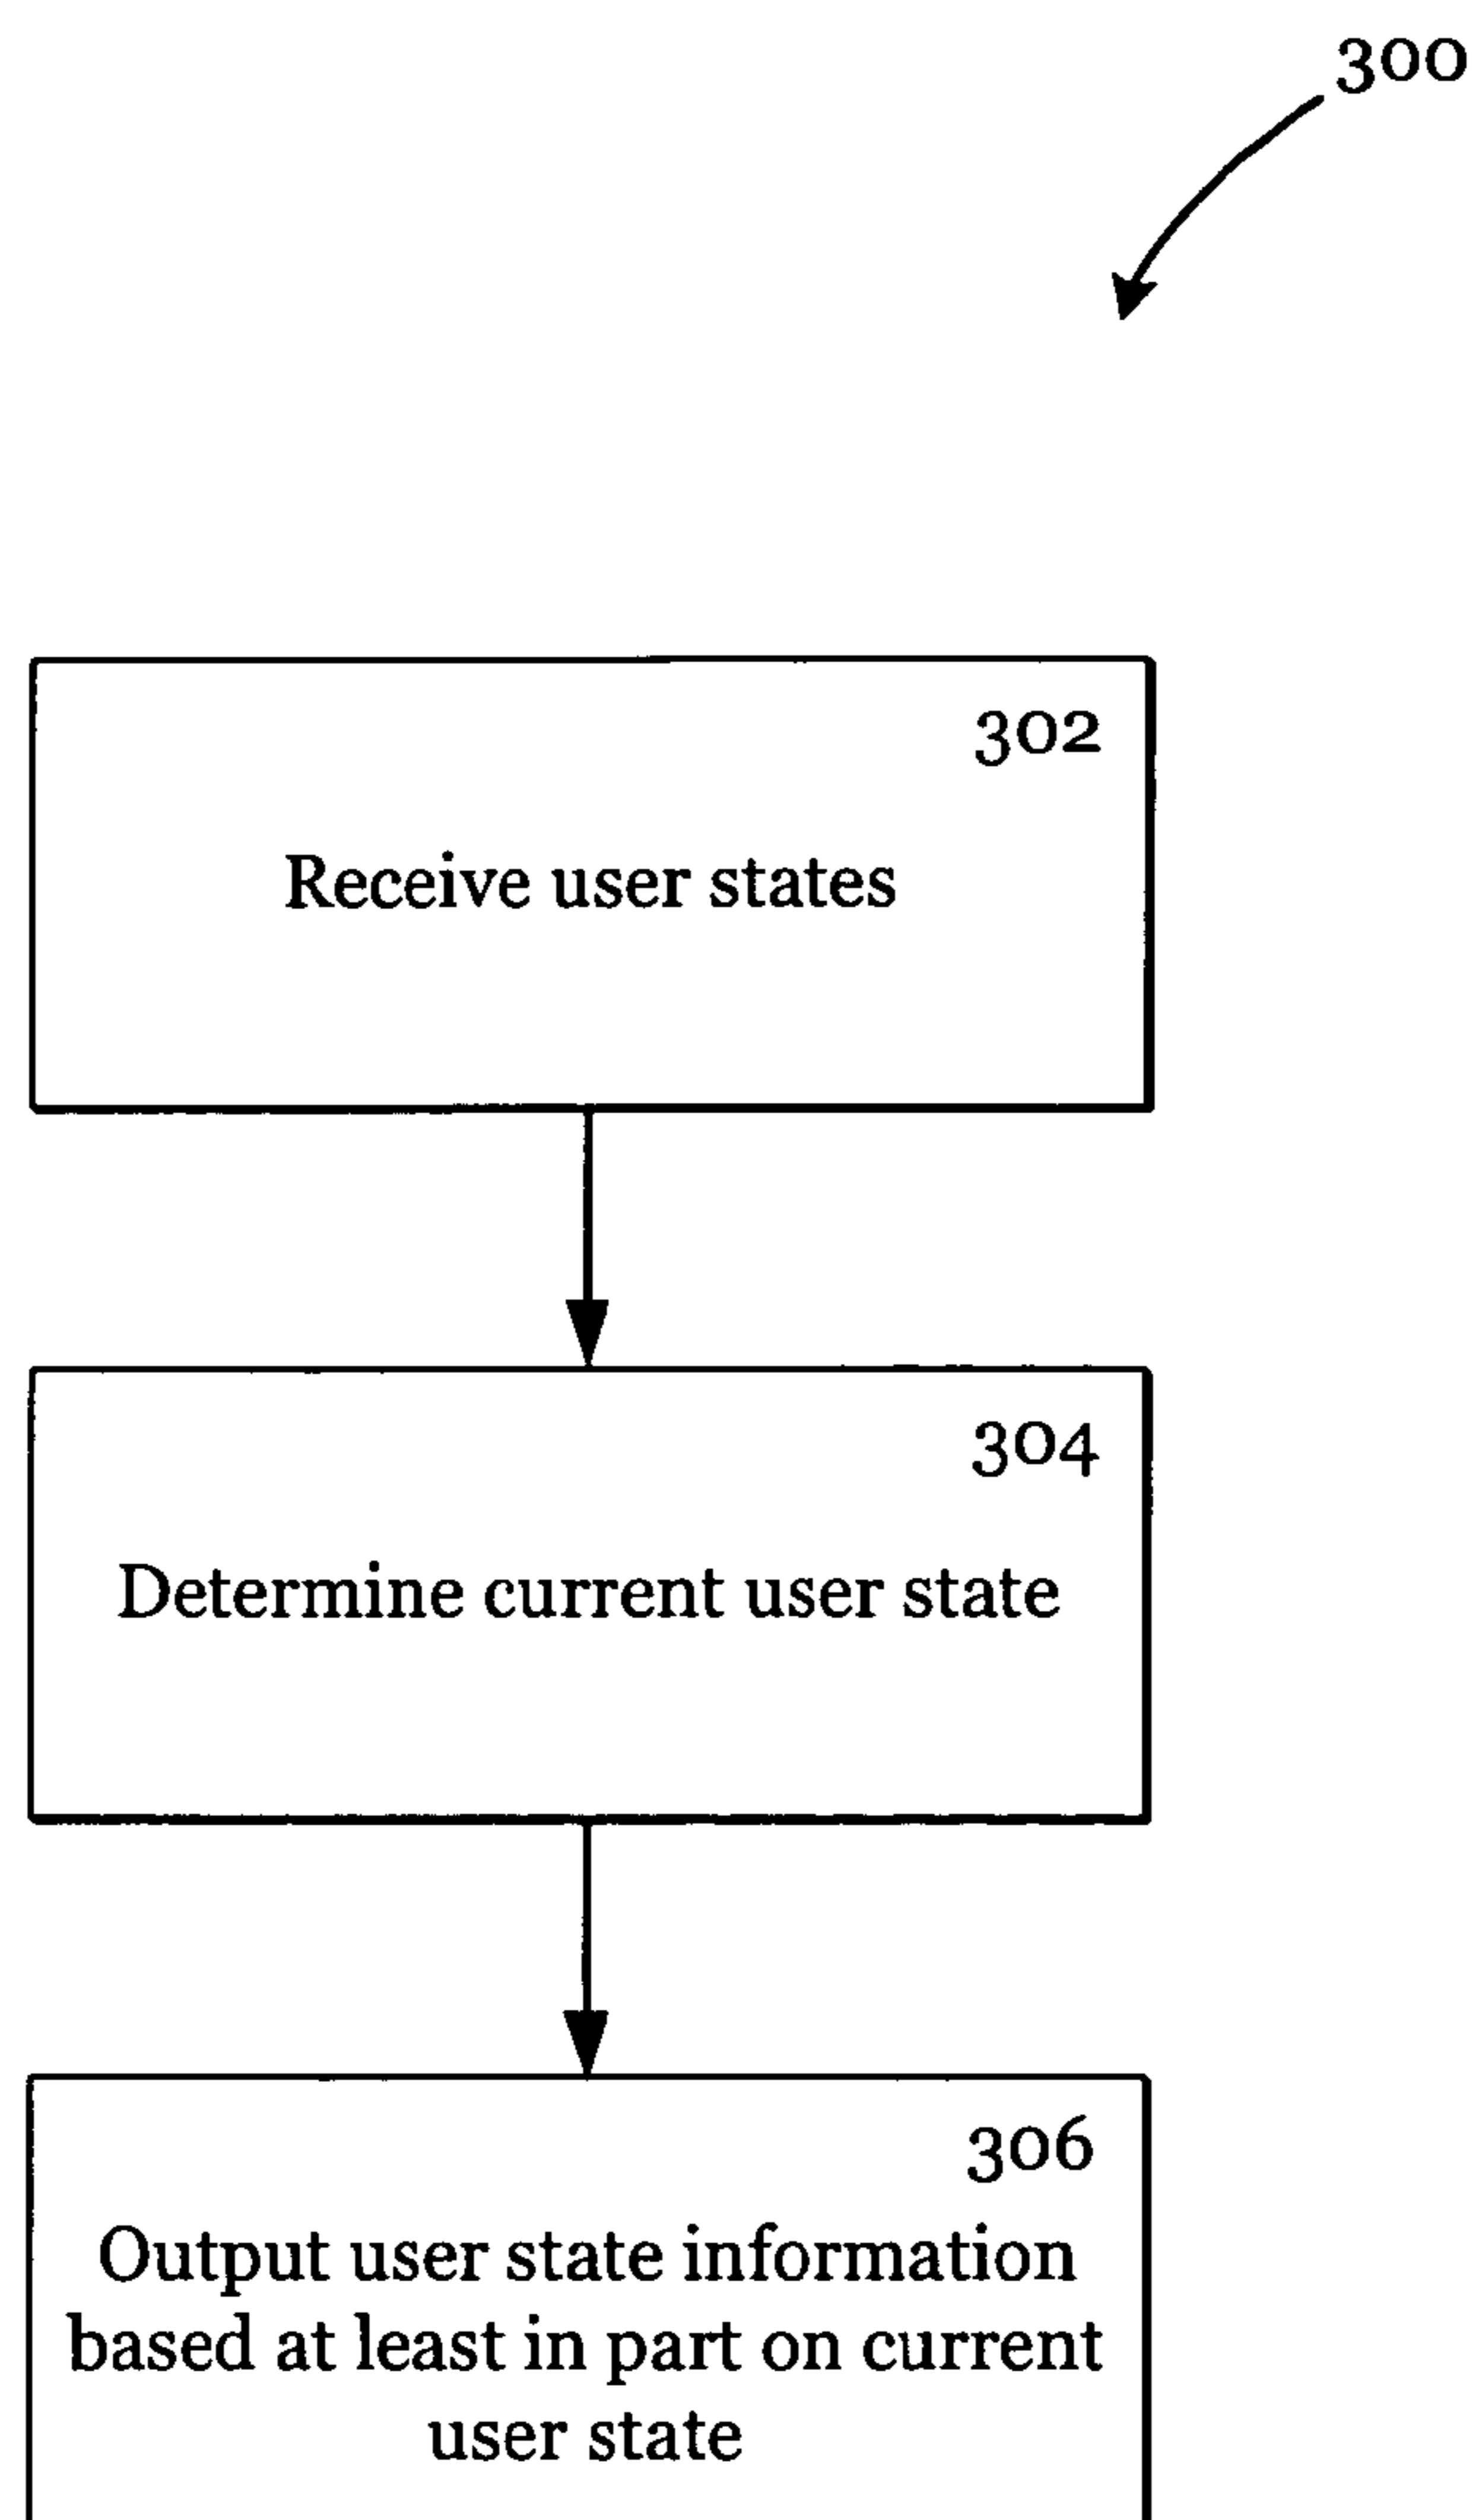 300
302
Receive user states
304
Determine current user state
306
Output user state information
based at least in part on current
user state